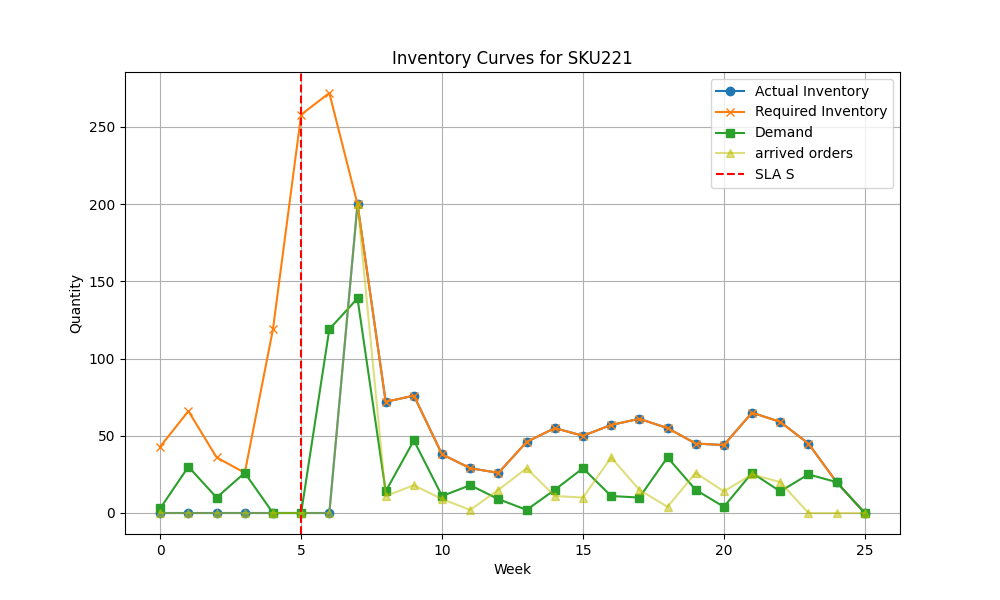 Inventory Curves for SKU221
Actual Inventory
Required Inventory
Demand
arrived orders
SLA S
Quantity
250
200
150
100
50
0
0 5 10 15 20 25
Week